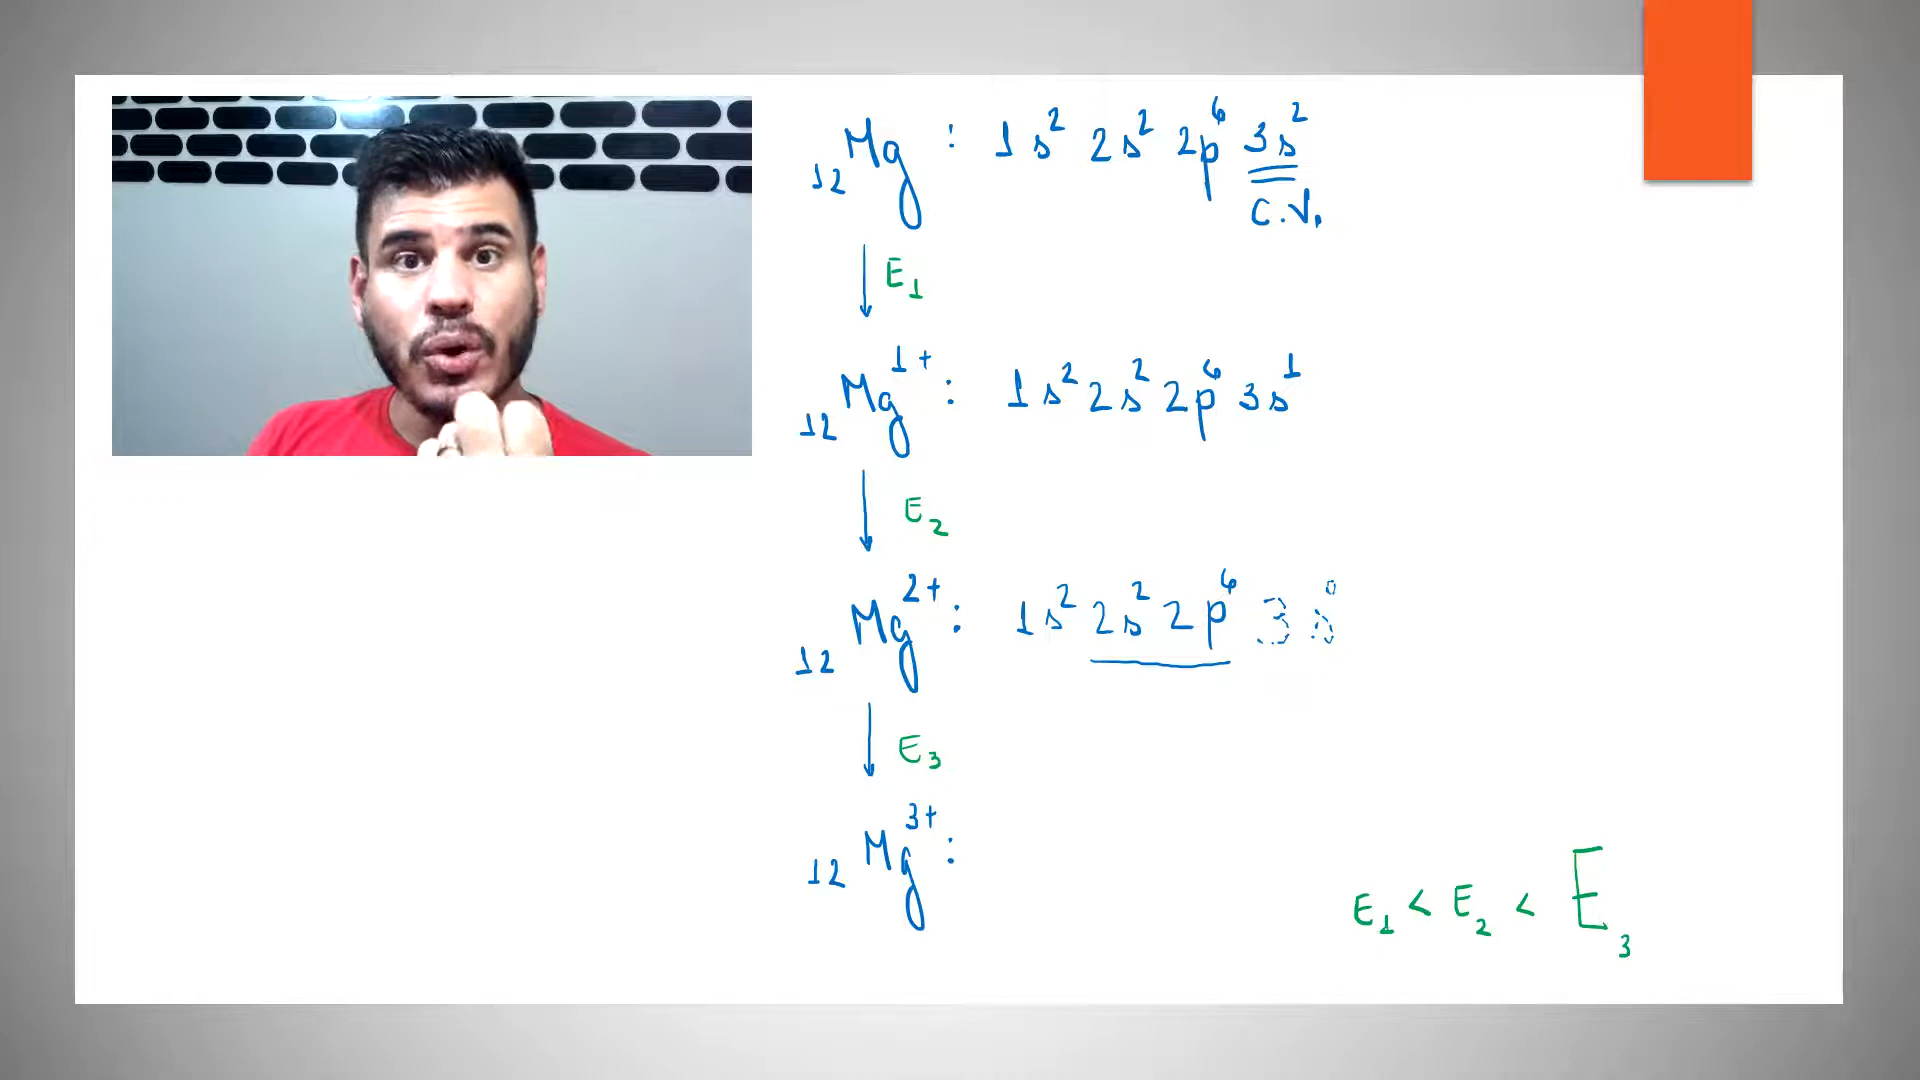 ₁₂Mg : 1s² 2s² 2p⁶ 3s²
C.V.
E₁
₁₂Mg¹⁺ : 1s² 2s² 2p⁶ 3s¹
E₂
₁₂Mg²⁺ : 1s² 2s² 2p⁶ 3s⁰
E₃
₁₂Mg³⁺ :
E₁ < E₂ < E₃